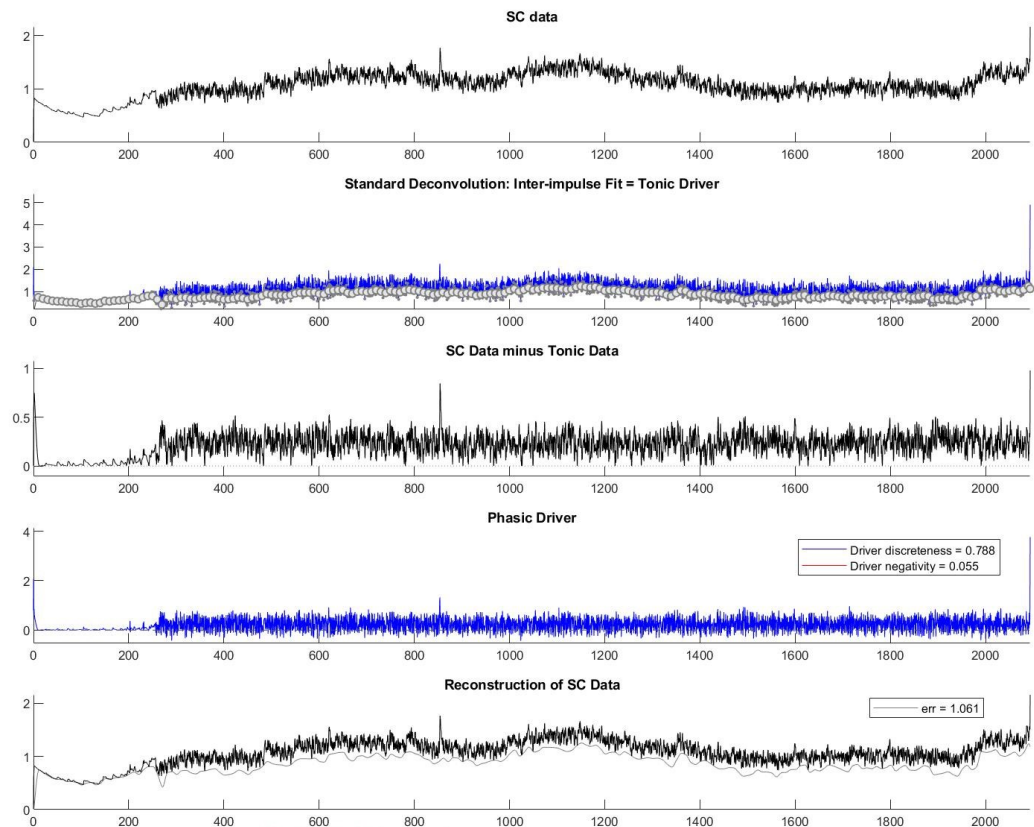 SC data
2
1
0
0 200 400 600 800 1000 1200 1400 1600 1800 2000
Standard Deconvolution: Inter-impulse Fit = Tonic Driver
5
4
3
2
1
0 200 400 600 800 1000 1200 1400 1600 1800 2000
SC Data minus Tonic Data
1
0.5
0
0 200 400 600 800 1000 1200 1400 1600 1800 2000
Phasic Driver
4
Driver discreteness = 0.788
Driver negativity = 0.055
2
0
0 200 400 600 800 1000 1200 1400 1600 1800 2000
Reconstruction of SC Data
err = 1.061
2
1
0
0 200 400 600 800 1000 1200 1400 1600 1800 2000